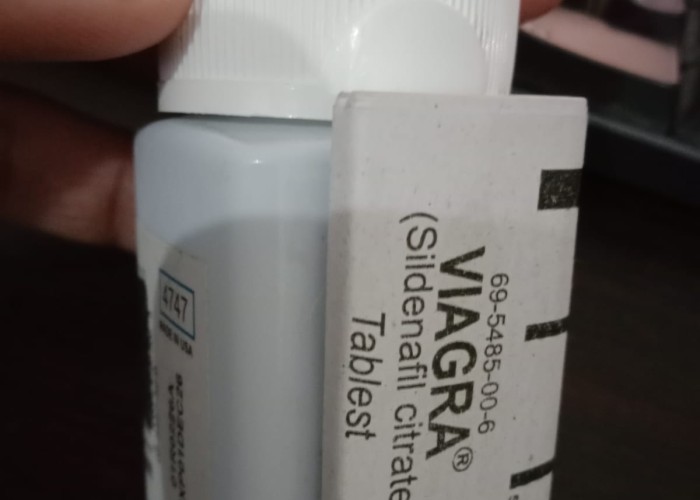 69-5485-00-6
VIAGRA®
(Sildenafil citrate
Tablest
4747
MADE IN USA